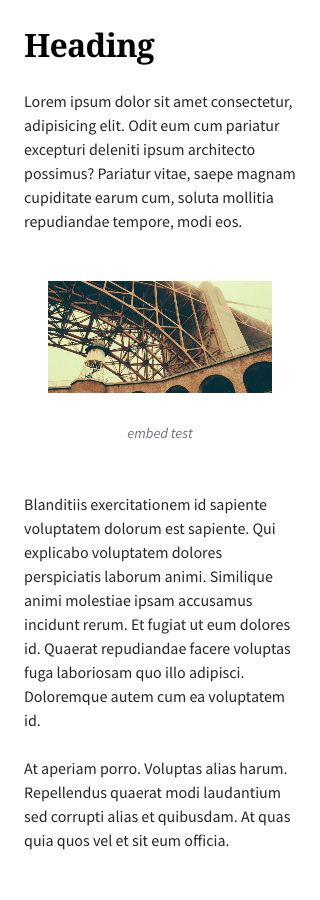 Heading
Lorem ipsum dolor sit amet consectetur,
adipisicing elit. Odit eum cum pariatur
excepturi deleniti ipsum architecto
possimus? Pariatur vitae, saepe magnam
cupiditate earum cum, soluta mollitia
repudiandae tempore, modi eos.
embed test
Blanditiis exercitationem id sapiente
voluptatem dolorum est sapiente. Qui
explicabo voluptatem dolores
perspiciatis laborum animi. Similique
animi molestiae ipsam accusamus
incidunt rerum. Et fugiat ut eum dolores
id. Quaerat repudiandae facere voluptas
fuga laboriosam quo illo adipisci.
Doloremque autem cum ea voluptatem
id.
At aperiam porro. Voluptas alias harum.
Repellendus quaerat modi laudantium
sed corrupti alias et quibusdam. At quas
quia quos vel et sit eum officia.